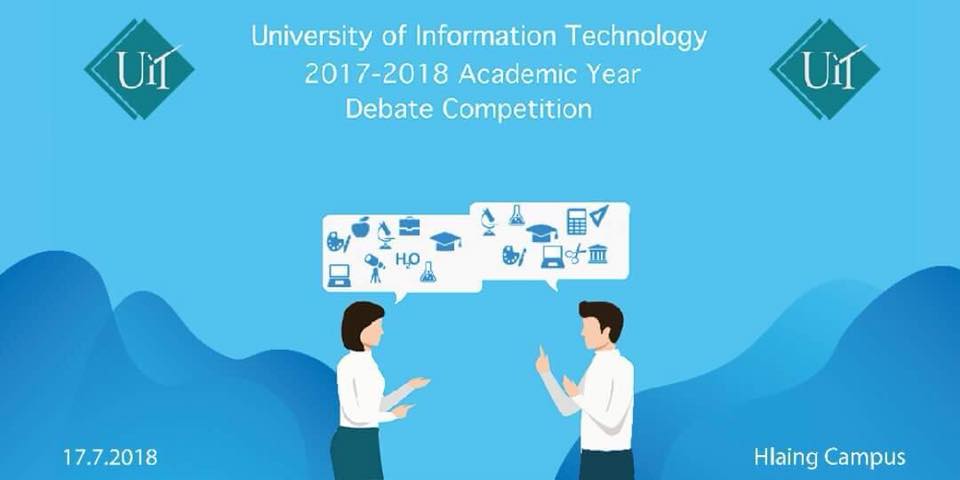 UiT
University of Information Technology
UiT
2017-2018 Academic Year
Debate Competition
H₂O
17.7.2018
Hlaing Campus